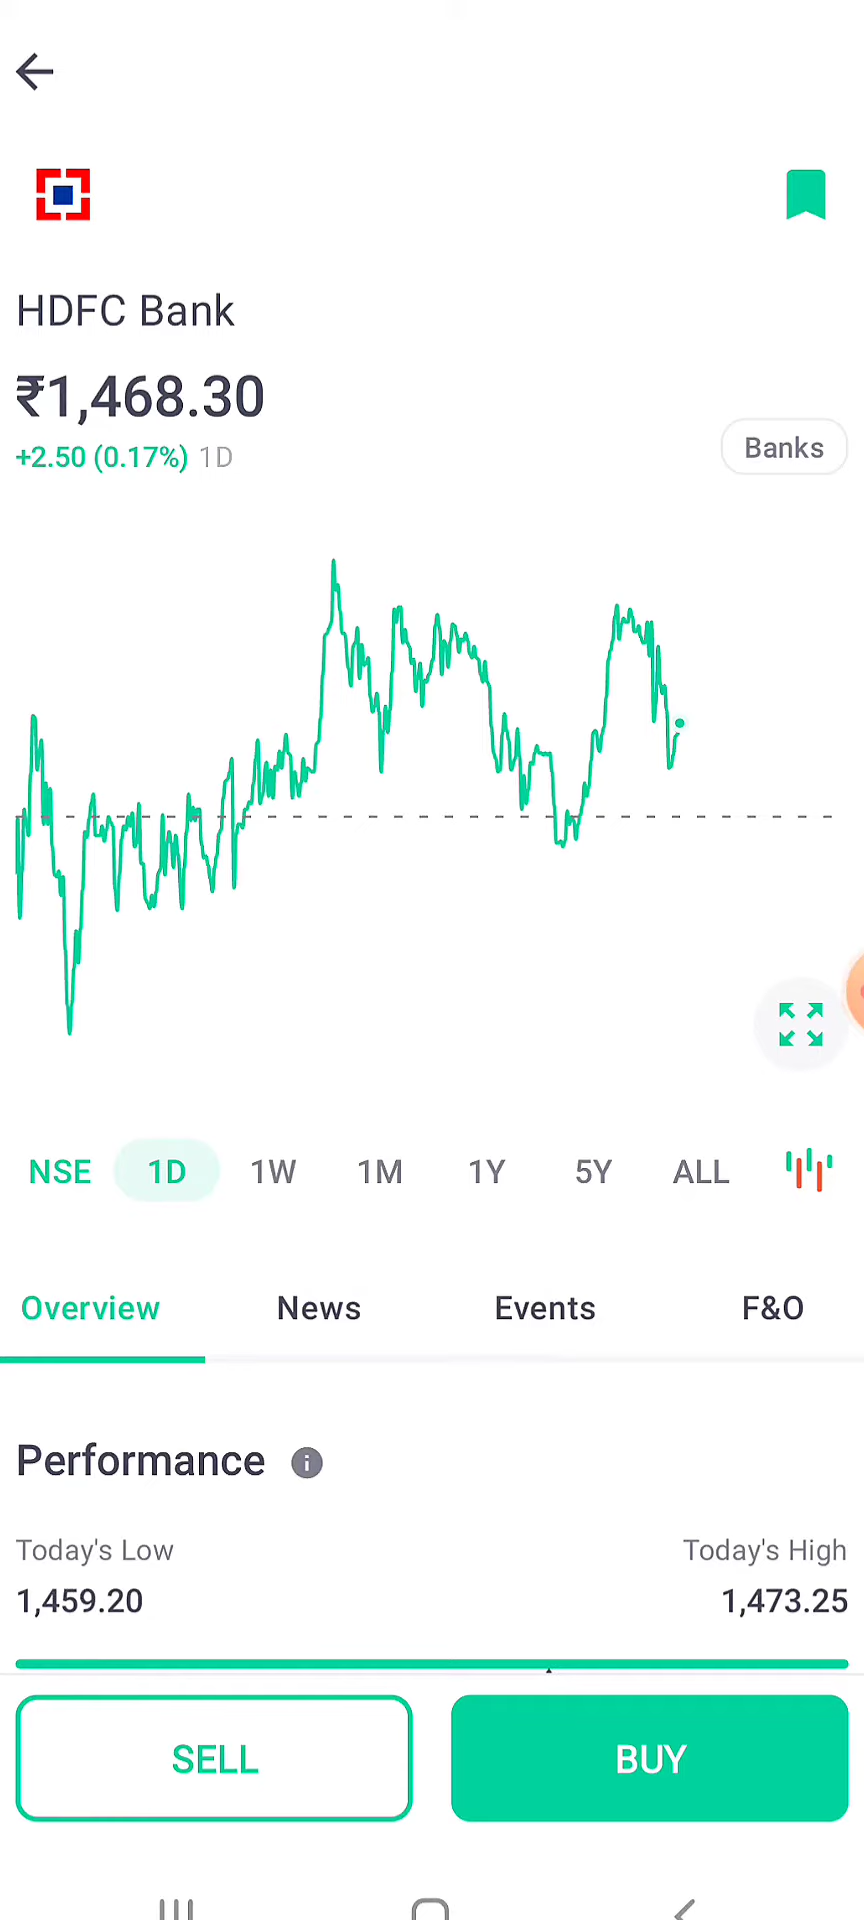 HDFC Bank
₹1,468.30
+2.50 (0.17%) 1D
Banks
NSE 1D 1W 1M 1Y 5Y ALL
Overview News Events F&O
Performance
Today's Low Today's High
1,459.20 1,473.25
SELL BUY